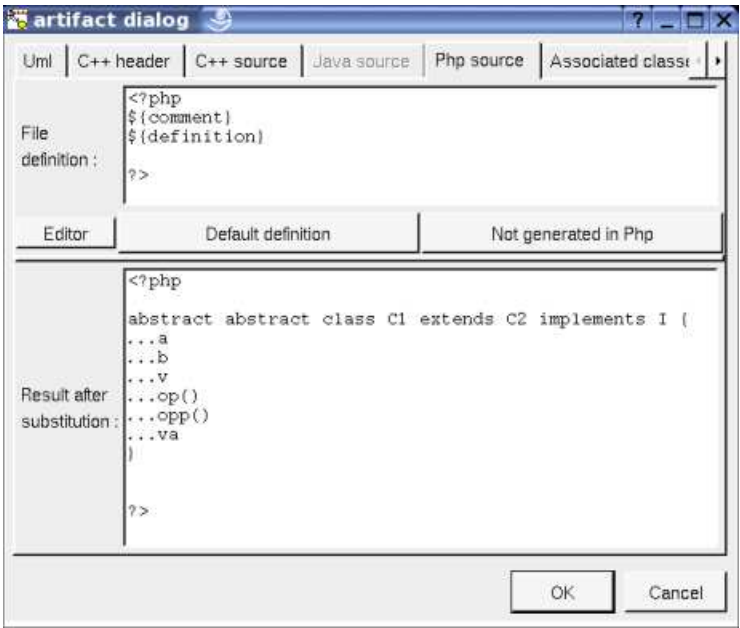 artifact dialog
Uml C++ header C++ source Java source Php source Associated classe
<?php
${comment}
${definition}
?>
File
definition :
Editor Default definition Not generated in Php
<?php
abstract abstract class C1 extends C2 implements I {
...a
...b
...v
...op()
...opp()
...va
}
?>
Result after
substitution :
OK Cancel